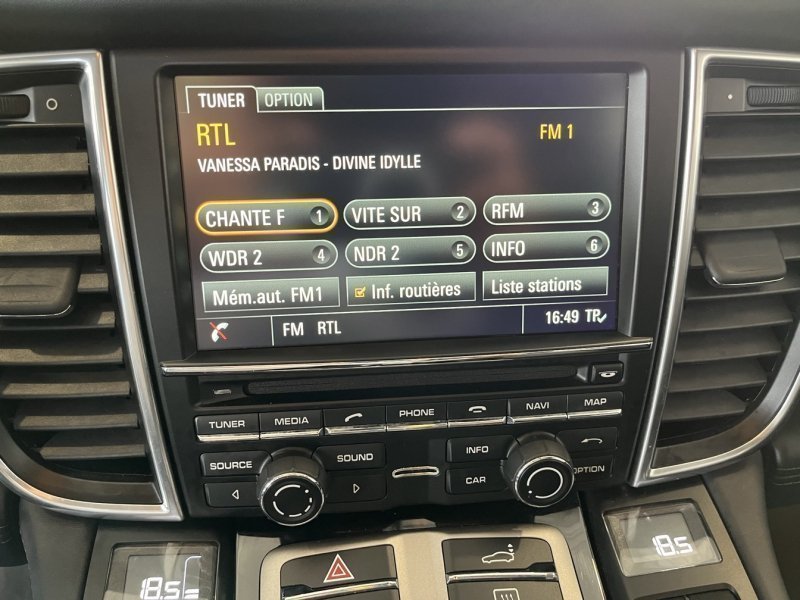 TUNER OPTION
RTL FM 1
VANESSA PARADIS - DIVINE IDYLLE
CHANTE F 1 VITE SUR 2 RFM 3
WDR 2 4 NDR 2 5 INFO 6
Mém.aut. FM1 Inf. routières Liste stations
FM RTL 16:49 TP
TUNER MEDIA PHONE NAVI MAP
SOURCE SOUND INFO
CAR OPTION
18.5 18.5